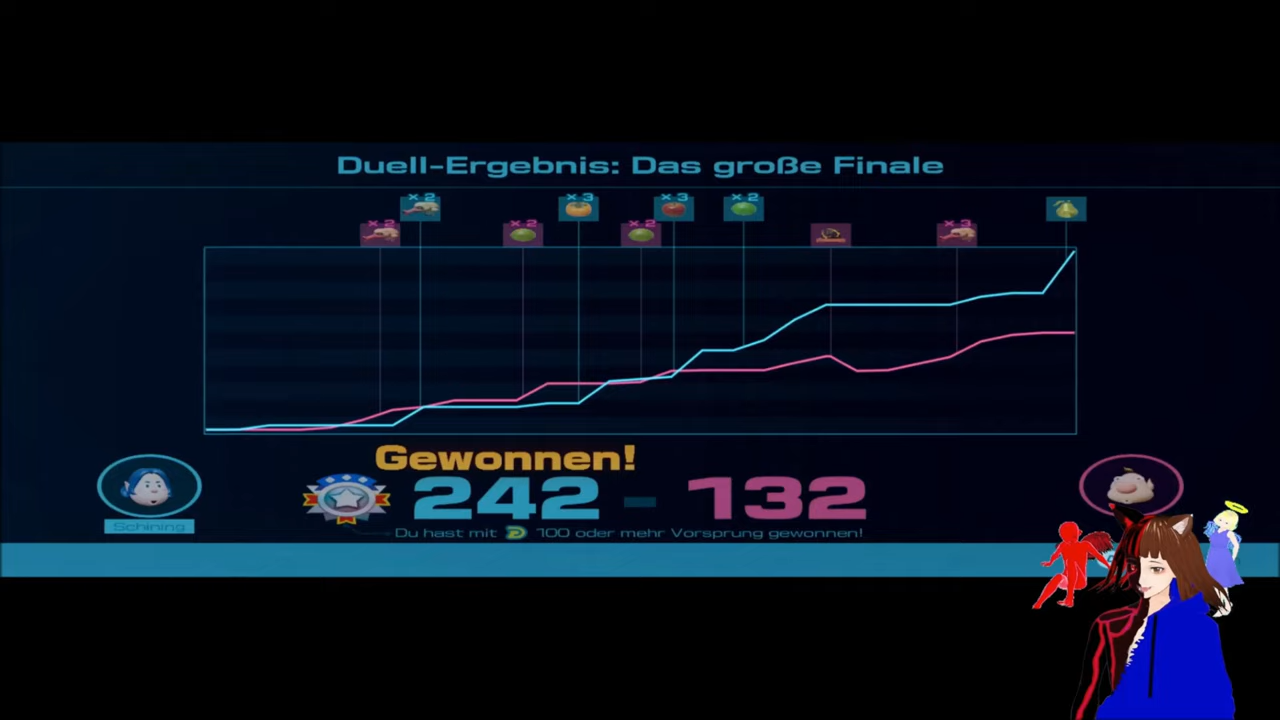 Duell-Ergebnis: Das große Finale
× 2
× 3
× 3
× 2
× 2
× 2
× 2
× 3
Gewonnen!
242 - 132
Schining
Du hast mit 100 oder mehr Vorsprung gewonnen!